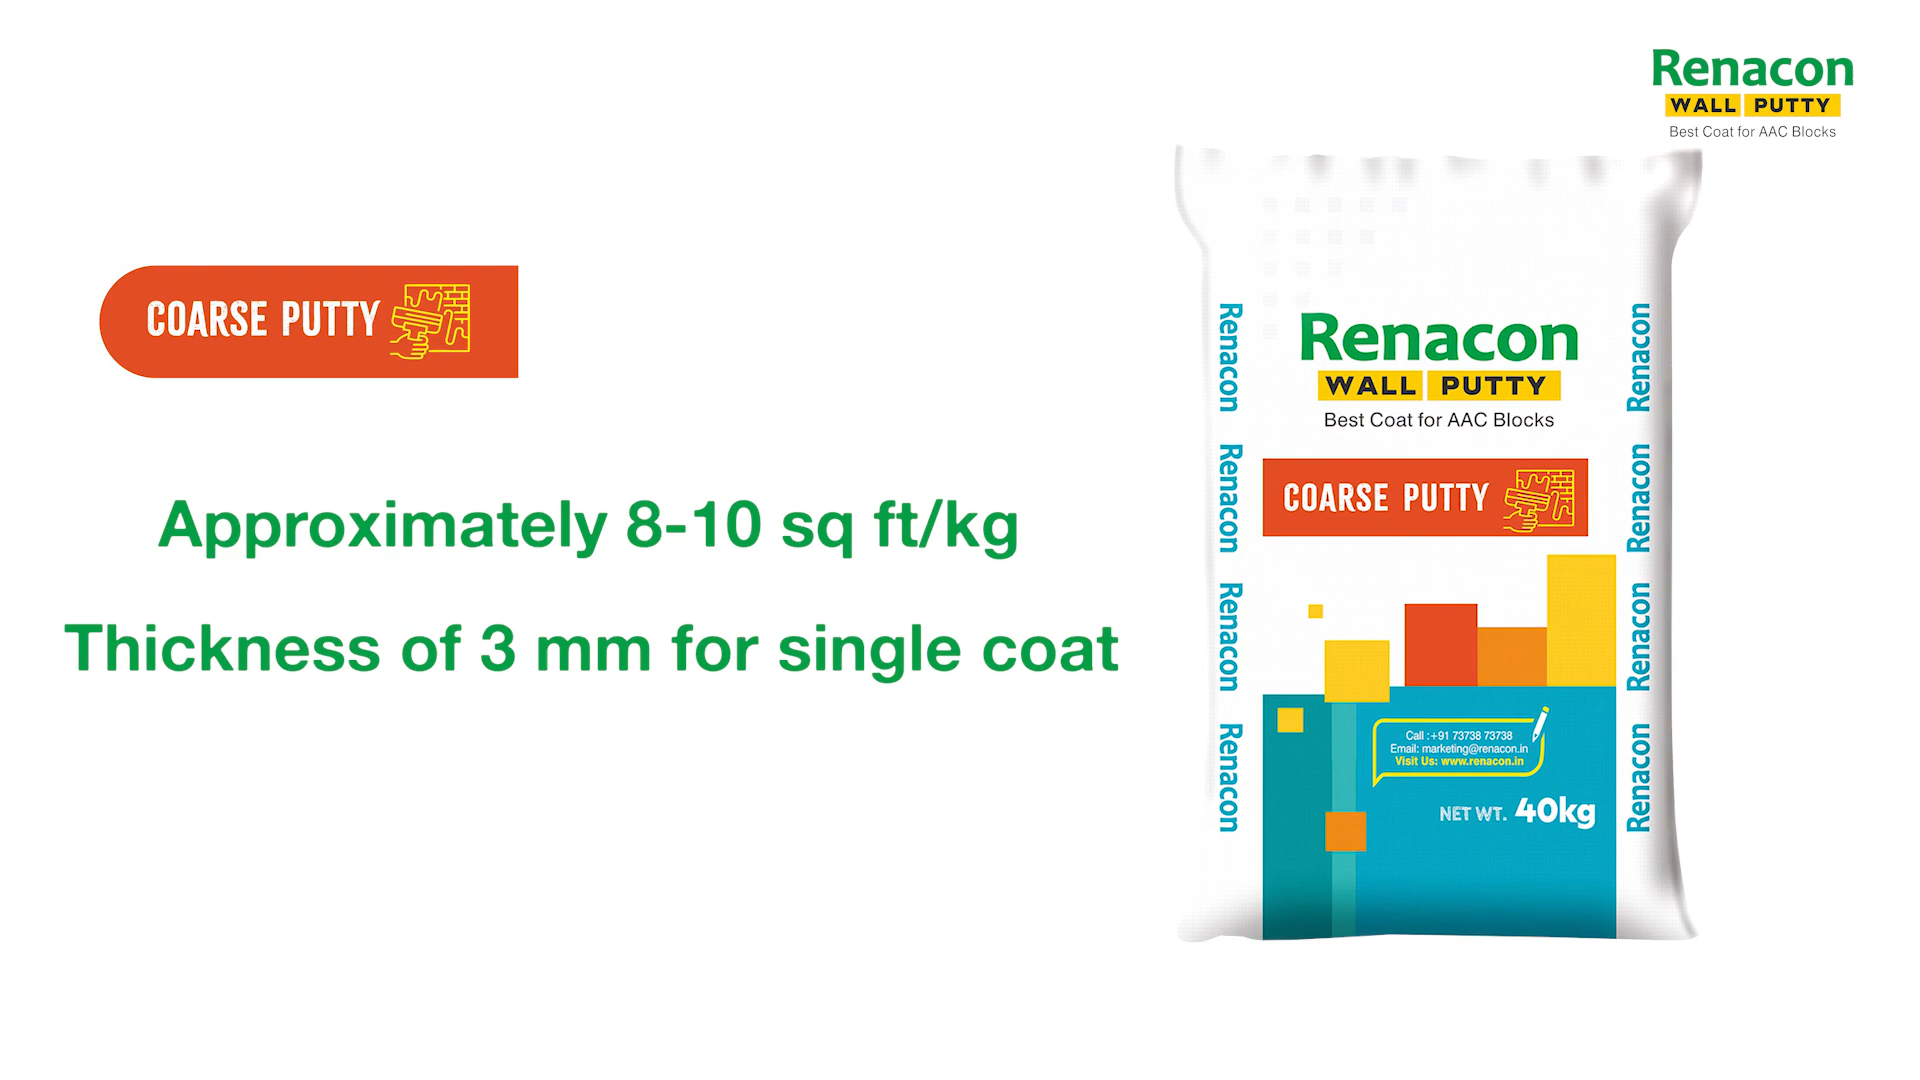 Renacon
WALL PUTTY
Best Coat for AAC Blocks
COARSE PUTTY
Approximately 8-10 sq ft/kg
Thickness of 3 mm for single coat
Renacon
WALL PUTTY
Best Coat for AAC Blocks
COARSE PUTTY
Call :+91 73738 73738
Email: marketing@renacon.in
Visit Us: www.renacon.in
NET WT. 40kg
Renacon
Renacon
Renacon
Renacon
Renacon
Renacon
Renacon
Renacon